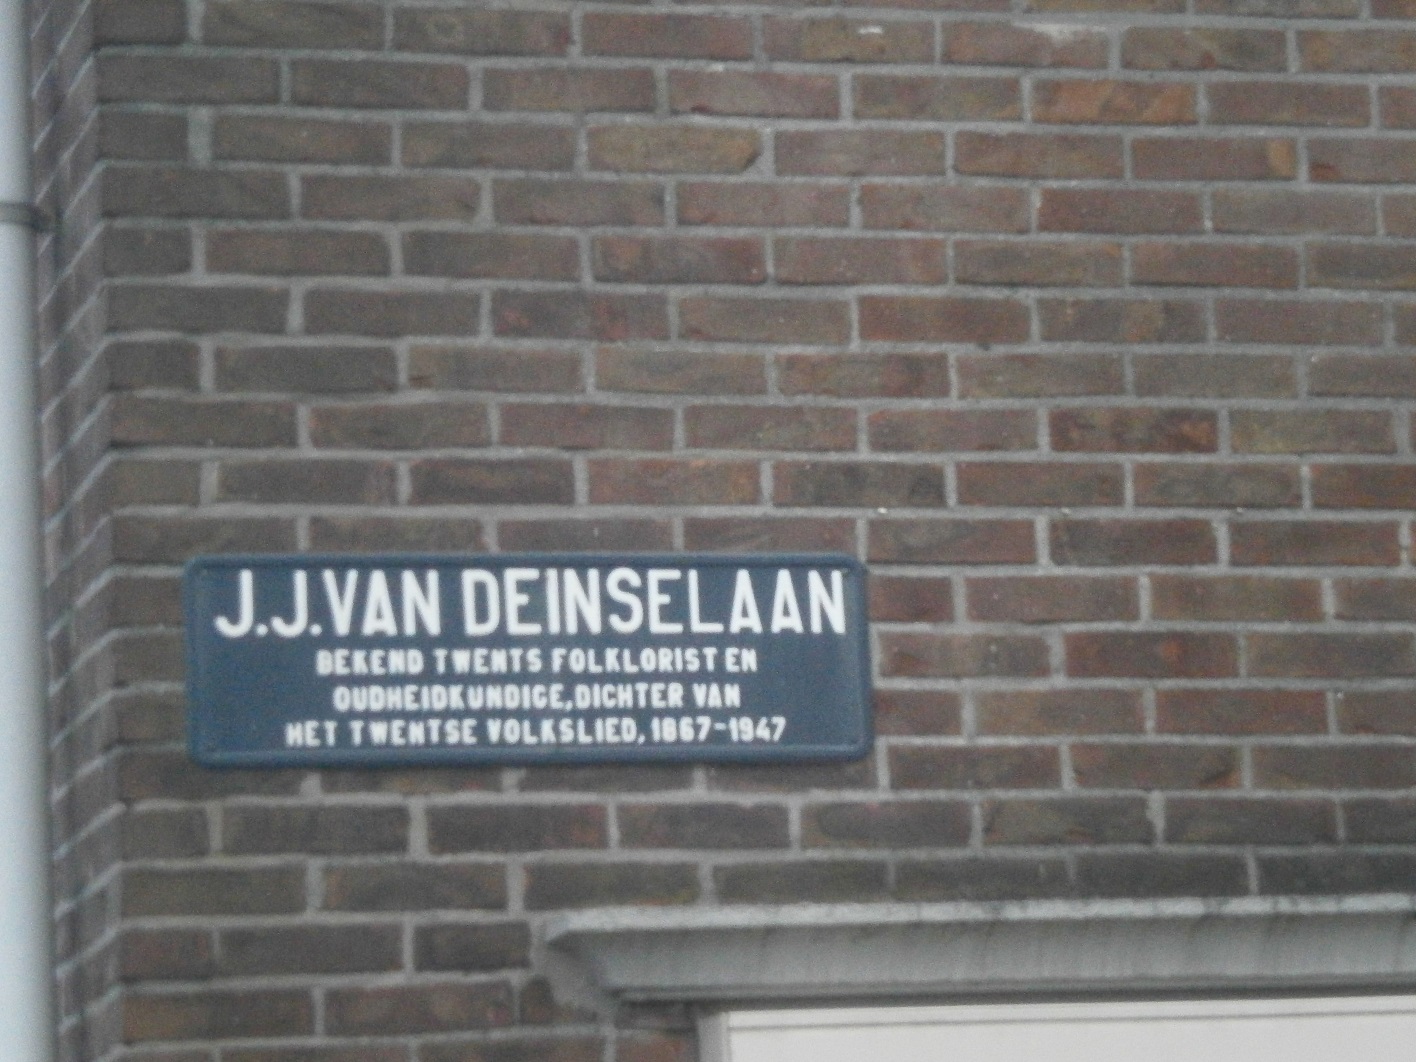 J.J.VAN DEINSELAAN
BEKEND TWENTS FOLKLORIST EN
OUDHEIDKUNDIGE, DICHTER VAN
HET TWENTSE VOLKSLIED, 1867-1947